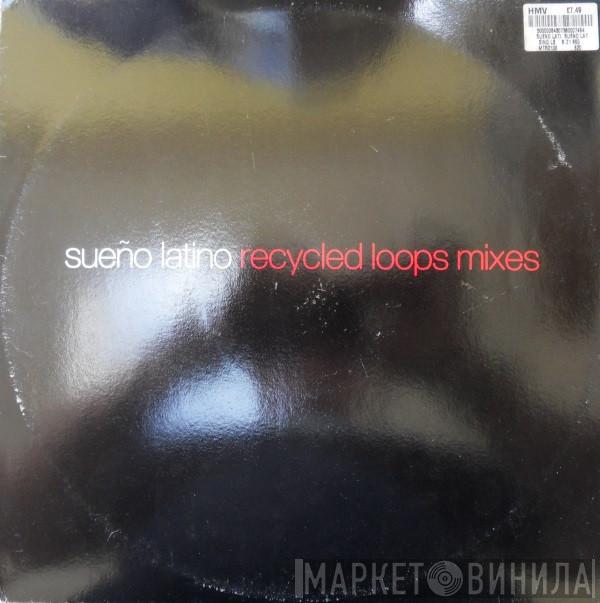 HMV £7.49
sueño latino recycled loops mixes
МАРКЕТ ВИНИЛА